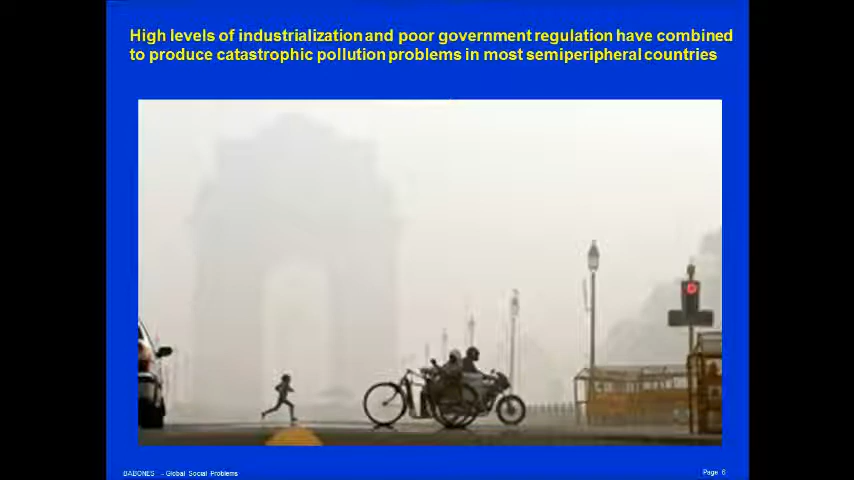 High levels of industrialization and poor government regulation have combined
to produce catastrophic pollution problems in most semiperipheral countries
BABONES - Global Social Problems
Page 6